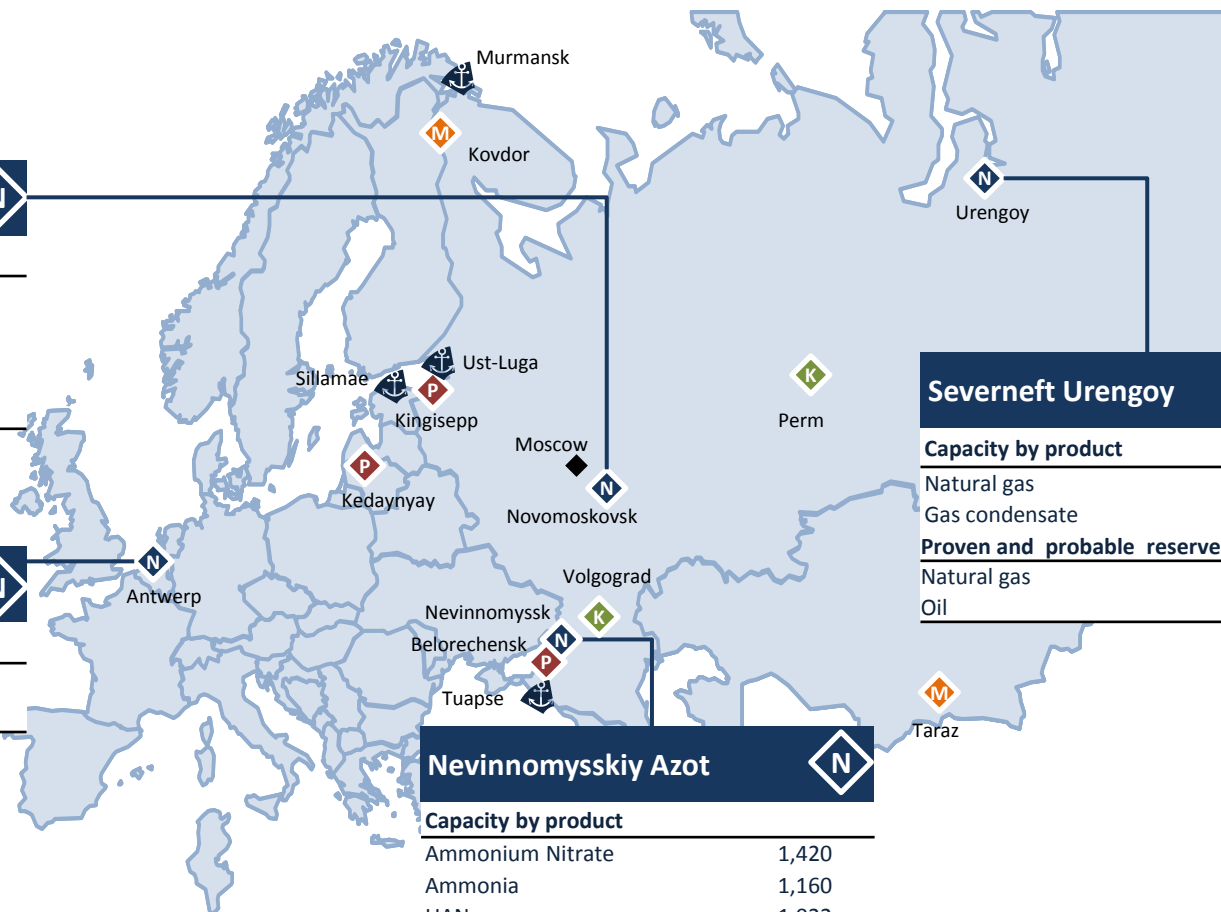 Murmansk
M
Kovdor
N
Urengoy
Ust-Luga
Sillamae
P
Kingisepp
K
Perm
Moscow
P
Kedaynyay
N
Novomoskovsk
N
Antwerp
Volgograd
K
Nevinnomyssk
N
Belorechensk
P
Tuapse
M
Taraz
Severneft Urengoy
Capacity by product
Natural gas
Gas condensate
Proven and probable reserve
Natural gas
Oil
Nevinnomysskiy Azot N
Capacity by product
Ammonium Nitrate 1,420
Ammonia 1,160